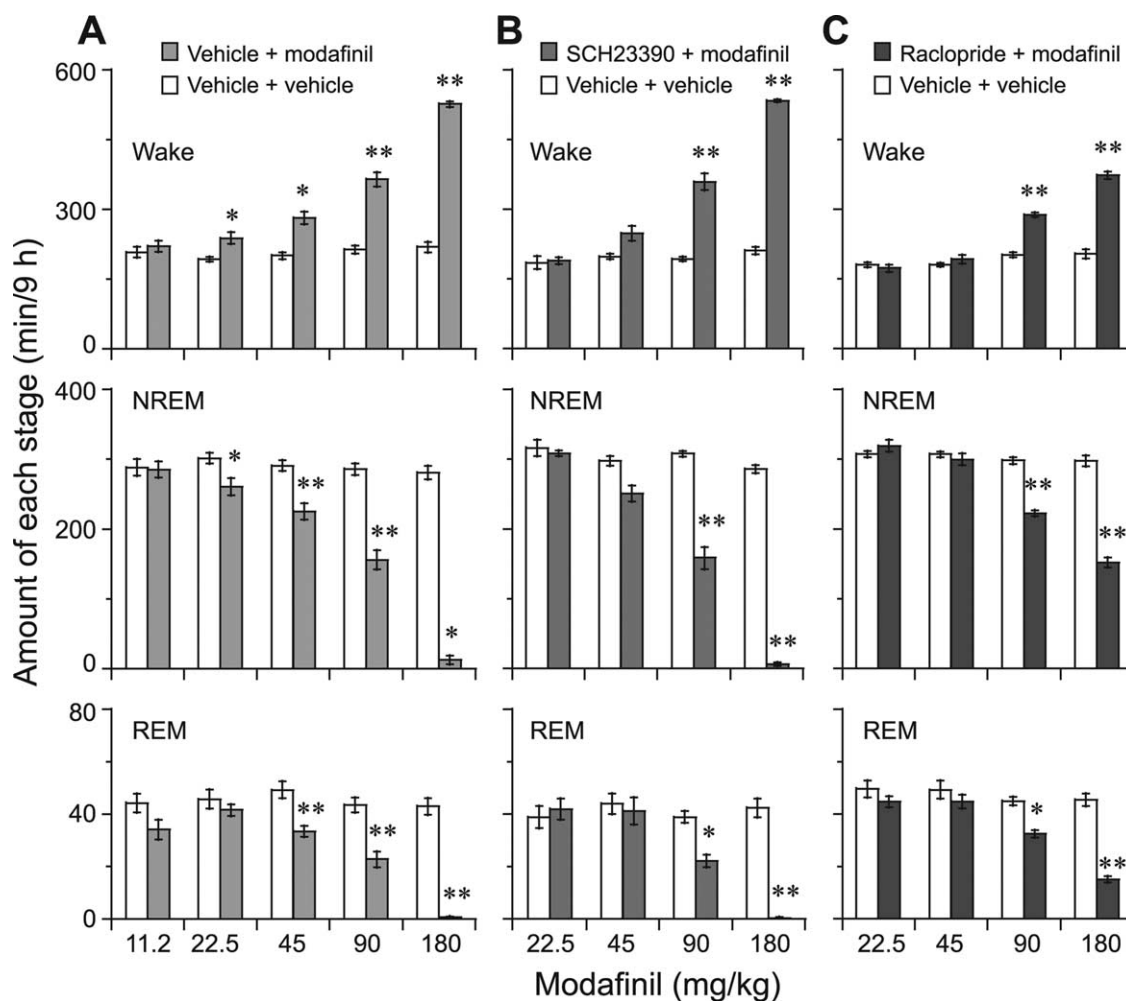 A
Vehicle + modafinil
Vehicle + vehicle
B
SCH23390 + modafinil
Vehicle + vehicle
C
Raclopride + modafinil
Vehicle + vehicle
Amount of each stage (min/9 h)
600
300
0
Wake
*
*
**
**
Wake
**
**
Wake
**
**
400
200
0
NREM
*
**
**
*
NREM
**
**
NREM
**
**
80
40
0
REM
**
**
**
REM
*
**
REM
*
**
11.2 22.5 45 90 180
22.5 45 90 180
22.5 45 90 180
Modafinil (mg/kg)